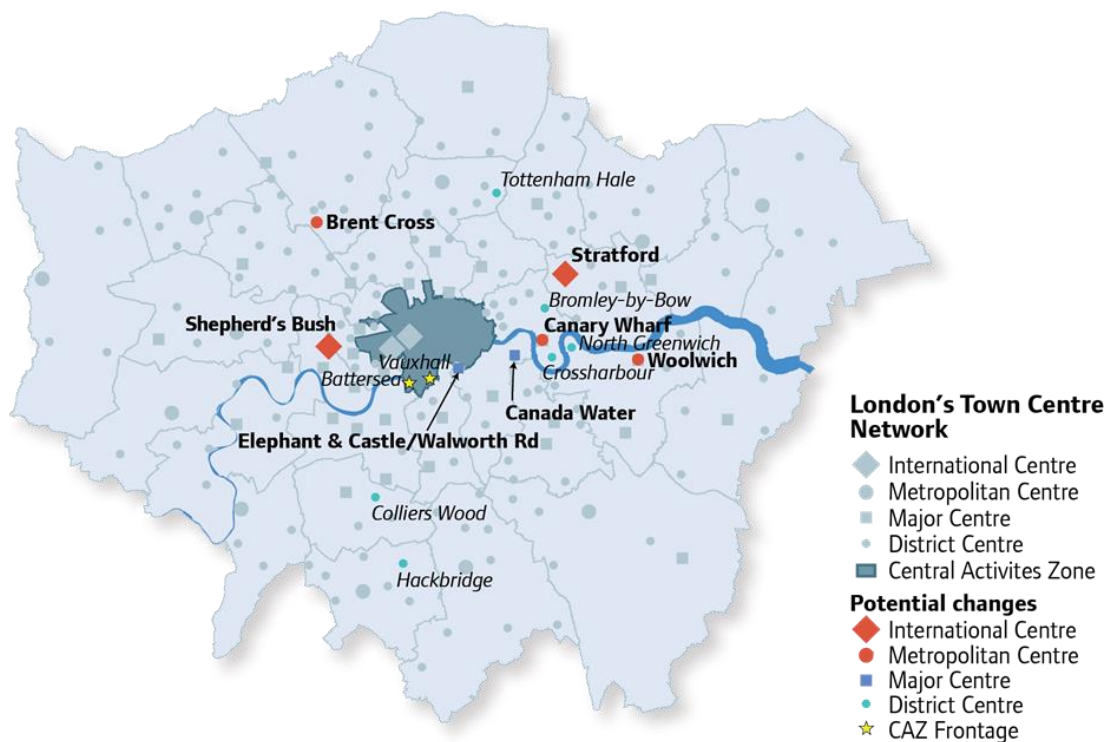 Tottenham Hale
Brent Cross
Stratford
Bromley-by-Bow
Shepherd's Bush
Canary Wharf
North Greenwich
Vauxhall
Woolwich
Battersea
Crossharbour
Canada Water
Elephant & Castle/Walworth Rd
Colliers Wood
Hackbridge
London's Town Centre
Network
International Centre
Metropolitan Centre
Major Centre
District Centre
Central Activites Zone
Potential changes
International Centre
Metropolitan Centre
Major Centre
District Centre
CAZ Frontage